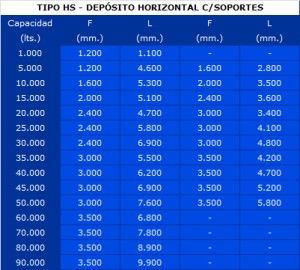 TIPO HS - DEPÓSITO HORIZONTAL C/SOPORTES
Capacidad F L F L
(lts.) (mm.) (mm.) (mm.) (mm.)
1.000 1.200 1.100 - -
5.000 1.200 4.600 1.600 2.800
10.000 1.600 5.300 2.000 3.500
15.000 2.000 5.100 2.400 3.600
20.000 2.400 4.700 3.000 3.400
25.000 2.400 5.800 3.000 4.100
30.000 2.400 6.900 3.000 4.800
35.000 3.000 5.500 3.500 4.200
40.000 3.000 6.200 3.500 4.700
45.000 3.000 6.900 3.500 5.200
50.000 3.000 7.600 3.500 5.800
60.000 3.500 6.800 - -
70.000 3.500 7.800 - -
80.000 3.500 8.900 - -
90.000 3.500 9.900 - -